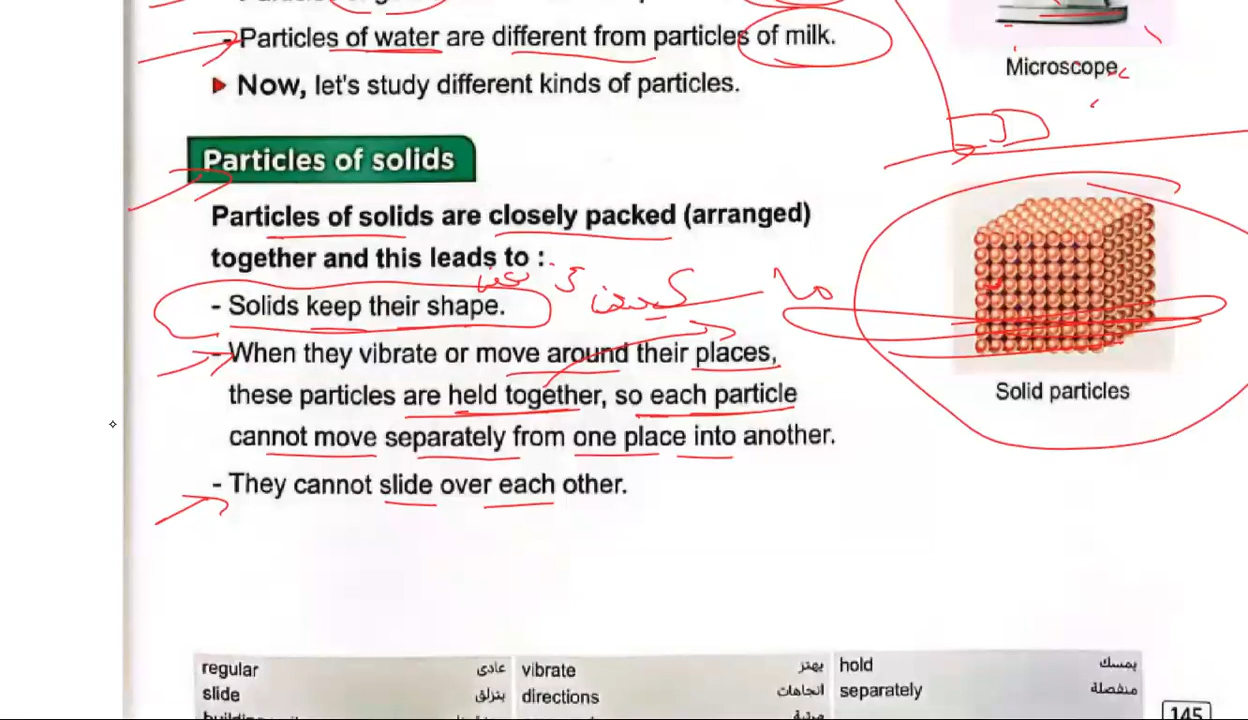 - Particles of water are different from particles of milk.
Now, let's study different kinds of particles.
Microscope
Particles of solids
Particles of solids are closely packed (arranged)
together and this leads to :
- Solids keep their shape.
- When they vibrate or move around their places,
these particles are held together, so each particle
cannot move separately from one place into another.
- They cannot slide over each other.
Solid particles
regular عادى vibrate يهتز hold يمسك
slide ينزلق directions اتجاهات separately منفصلة
145